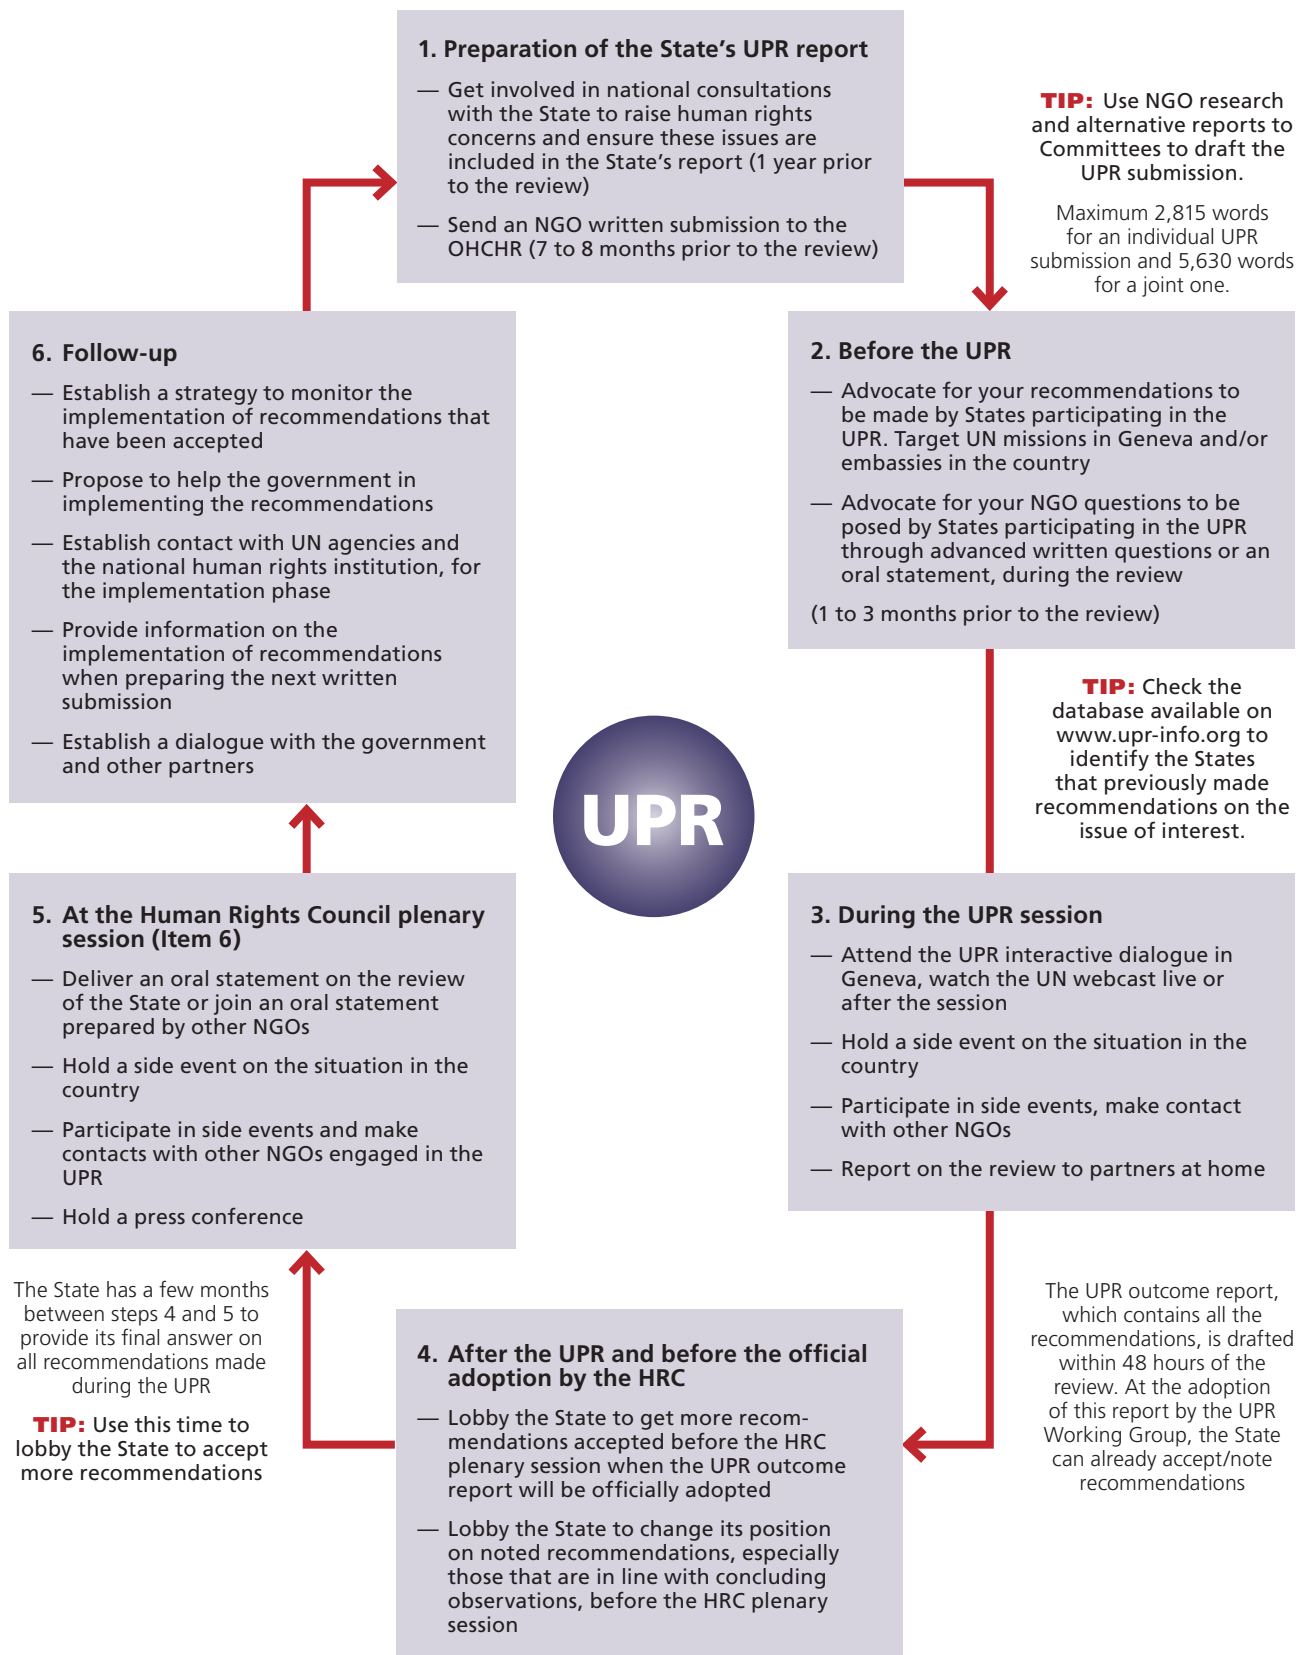 1. Preparation of the State's UPR report
— Get involved in national consultations
with the State to raise human rights
concerns and ensure these issues are
included in the State's report (1 year prior
to the review)
— Send an NGO written submission to the
OHCHR (7 to 8 months prior to the review)
TIP: Use NGO research
and alternative reports to
Committees to draft the
UPR submission.
Maximum 2,815 words
for an individual UPR
submission and 5,630 words
for a joint one.
2. Before the UPR
— Advocate for your recommendations to
be made by States participating in the
UPR. Target UN missions in Geneva and/or
embassies in the country
— Advocate for your NGO questions to be
posed by States participating in the UPR
through advanced written questions or an
oral statement, during the review
(1 to 3 months prior to the review)
TIP: Check the
database available on
www.upr-info.org to
identify the States
that previously made
recommendations on the
issue of interest.
3. During the UPR session
— Attend the UPR interactive dialogue in
Geneva, watch the UN webcast live or
after the session
— Hold a side event on the situation in the
country
— Participate in side events, make contact
with other NGOs
— Report on the review to partners at home
The UPR outcome report,
which contains all the
recommendations, is drafted
within 48 hours of the
review. At the adoption
of this report by the UPR
Working Group, the State
can already accept/note
recommendations
4. After the UPR and before the official
adoption by the HRC
— Lobby the State to get more recom-
mendations accepted before the HRC
plenary session when the UPR outcome
report will be officially adopted
— Lobby the State to change its position
on noted recommendations, especially
those that are in line with concluding
observations, before the HRC plenary
session
The State has a few months
between steps 4 and 5 to
provide its final answer on
all recommendations made
during the UPR
TIP: Use this time to
lobby the State to accept
more recommendations
5. At the Human Rights Council plenary
session (Item 6)
— Deliver an oral statement on the review
of the State or join an oral statement
prepared by other NGOs
— Hold a side event on the situation in the
country
— Participate in side events and make
contacts with other NGOs engaged in the
UPR
— Hold a press conference
6. Follow-up
— Establish a strategy to monitor the
implementation of recommendations that
have been accepted
— Propose to help the government in
implementing the recommendations
— Establish contact with UN agencies and
the national human rights institution, for
the implementation phase
— Provide information on the
implementation of recommendations
when preparing the next written
submission
— Establish a dialogue with the government
and other partners
UPR